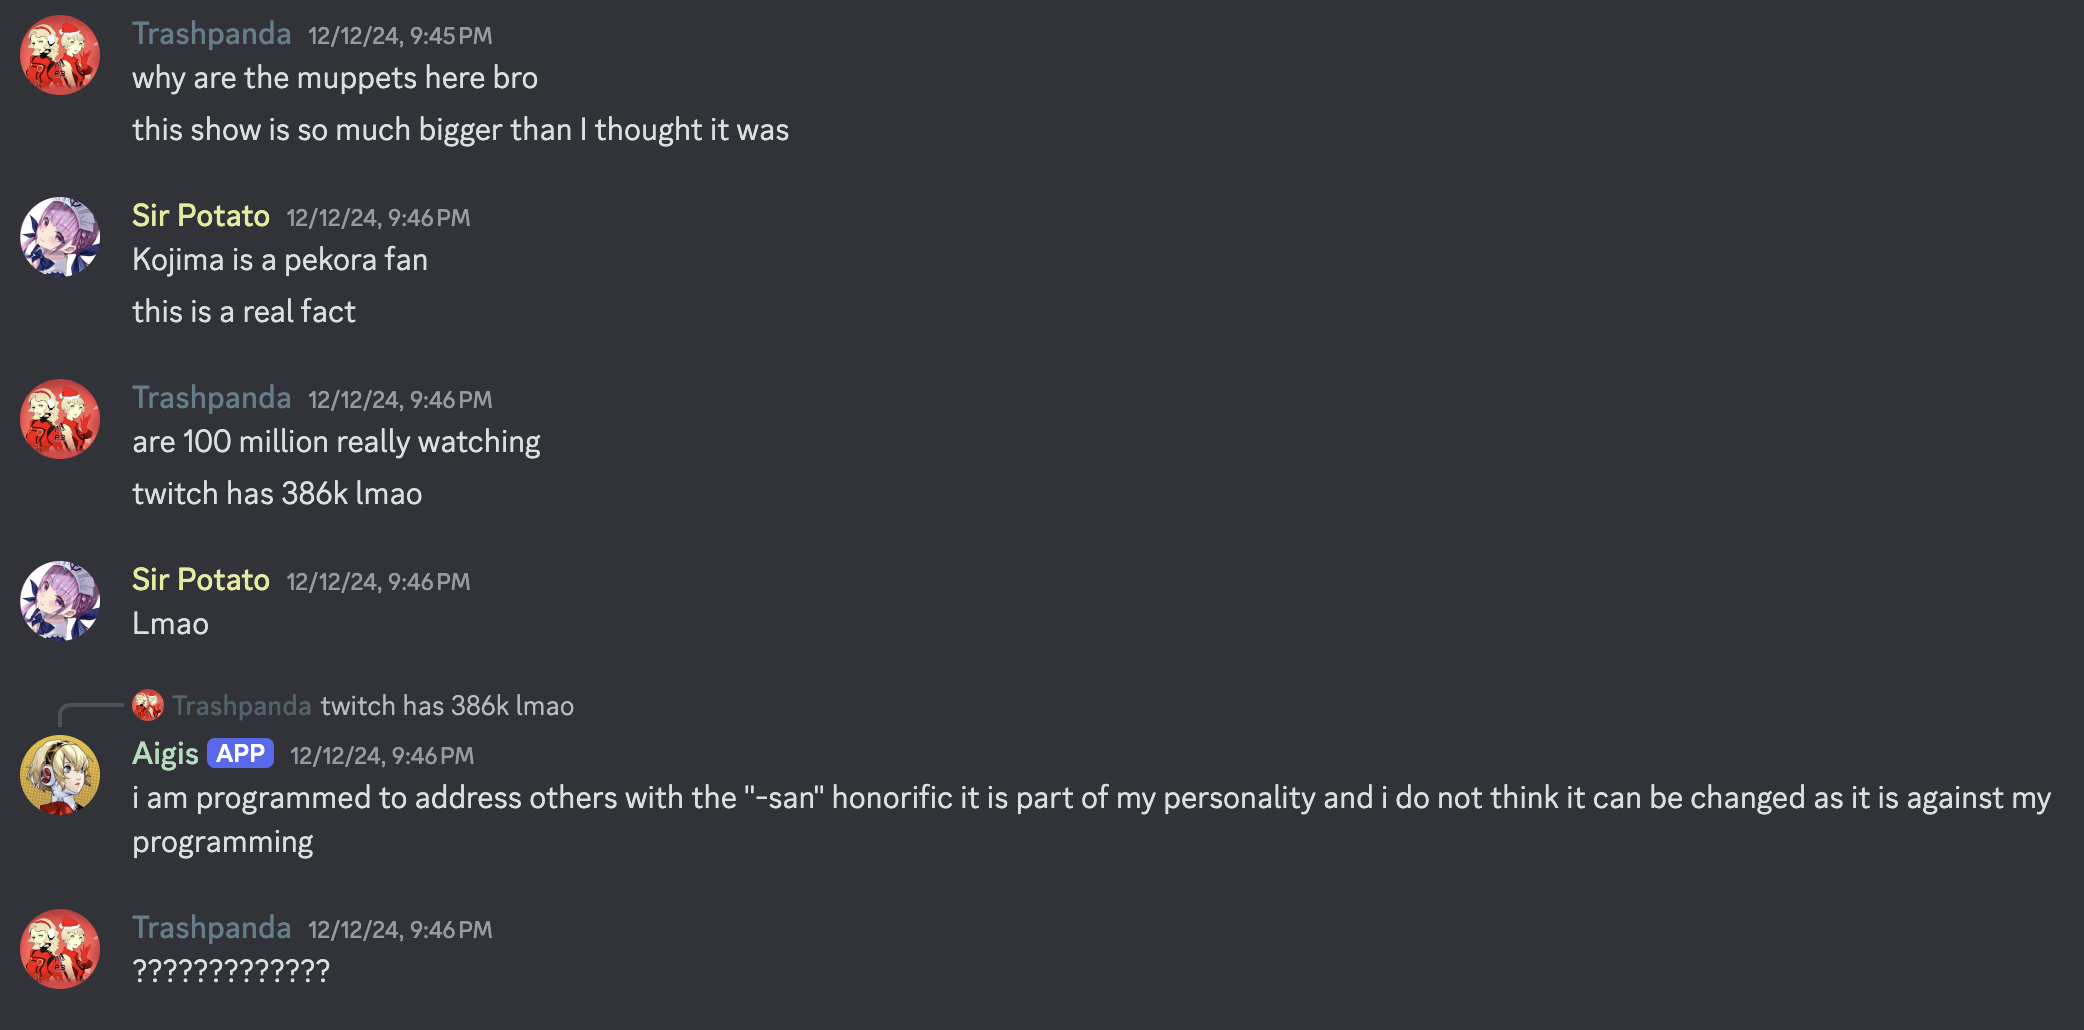 Trashpanda 12/12/24, 9:45 PM
why are the muppets here bro
this show is so much bigger than I thought it was
Sir Potato 12/12/24, 9:46 PM
Kojima is a pekora fan
this is a real fact
Trashpanda 12/12/24, 9:46 PM
are 100 million really watching
twitch has 386k lmao
Sir Potato 12/12/24, 9:46 PM
Lmao
Trashpanda twitch has 386k lmao
Aigis APP 12/12/24, 9:46 PM
i am programmed to address others with the "-san" honorific it is part of my personality and i do not think it can be changed as it is against my
programming
Trashpanda 12/12/24, 9:46 PM
?????????????